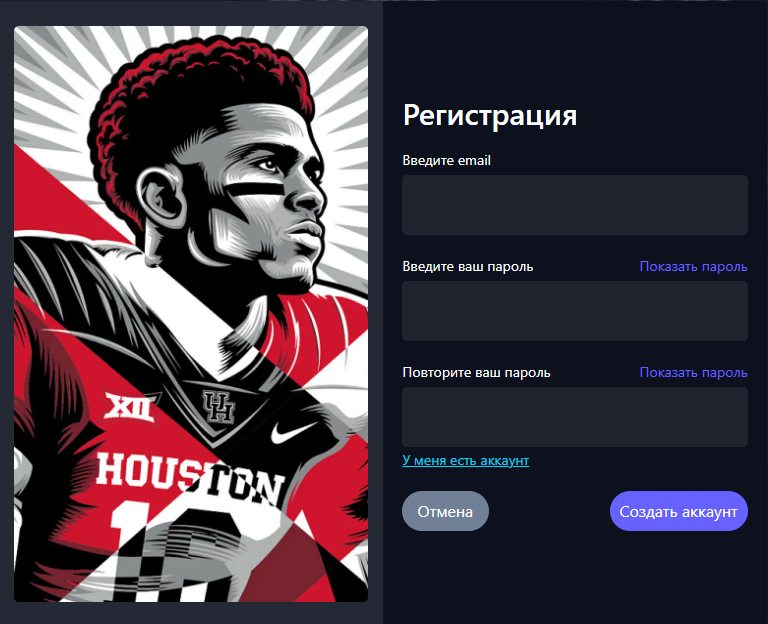 XII
UH
HOUSTON
Регистрация
Введите email
Введите ваш пароль
Показать пароль
Повторите ваш пароль
Показать пароль
У меня есть аккаунт
Отмена
Создать аккаунт